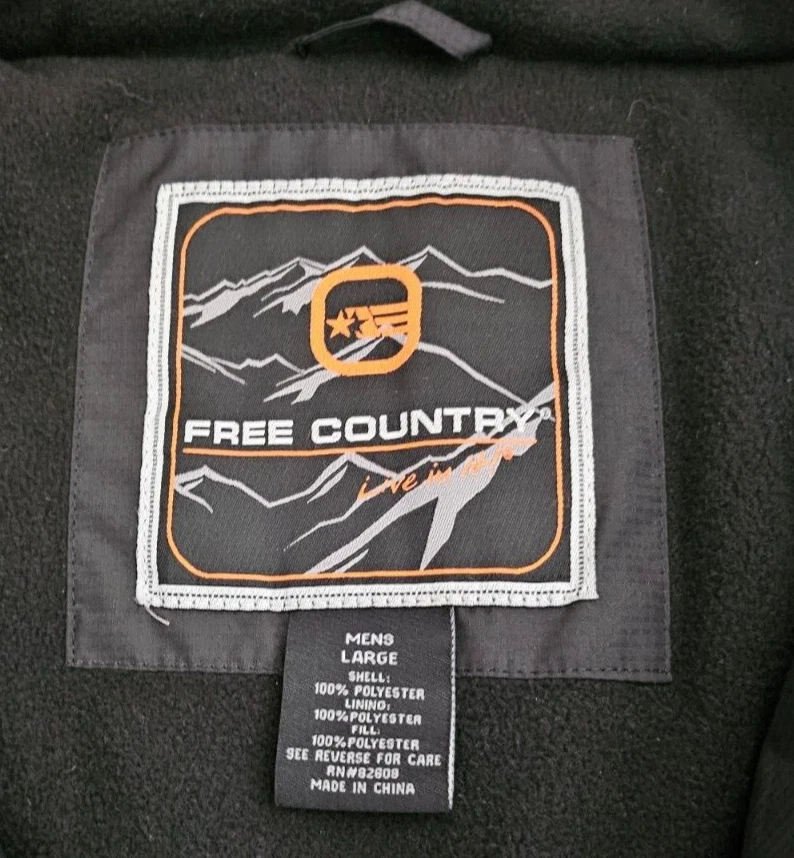 FREE COUNTRY®
Live in it
MENS
LARGE
SHELL:
100% POLYESTER
LINING:
100%POLYESTER
FILL:
100%POLYESTER
SEE REVERSE FOR CARE
RN#82809
MADE IN CHINA